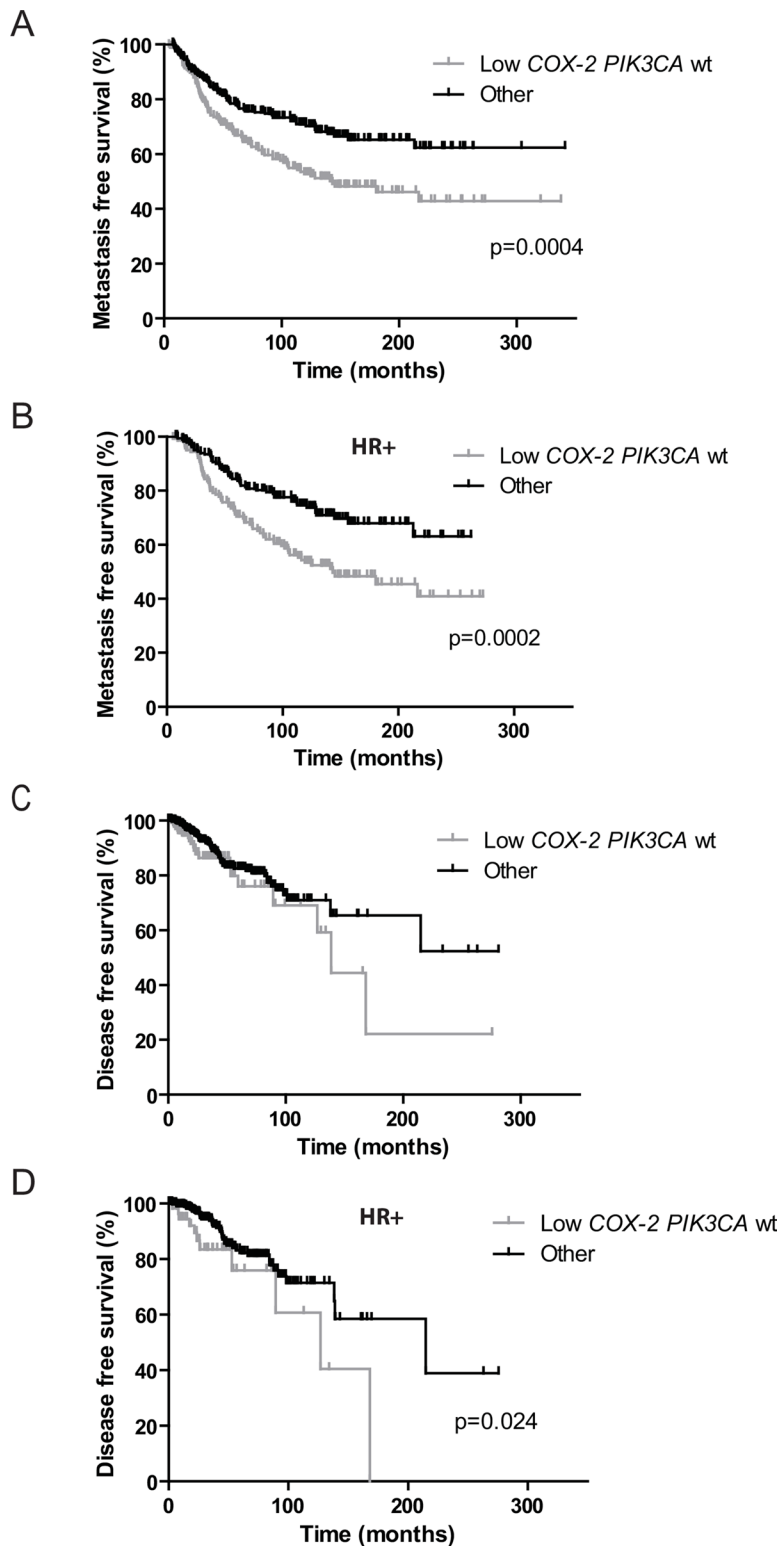 A
Metastasis free survival (%)
100
80
60
40
20
0
Low COX-2 PIK3CA wt
Other
p=0.0004
0 100 200 300
Time (months)
B
Metastasis free survival (%)
100
80
60
40
20
0
HR+
Low COX-2 PIK3CA wt
Other
p=0.0002
0 100 200 300
Time (months)
C
Disease free survival (%)
100
80
60
40
20
0
Low COX-2 PIK3CA wt
Other
0 100 200 300
Time (months)
D
Disease free survival (%)
100
80
60
40
20
0
HR+
Low COX-2 PIK3CA wt
Other
p=0.024
0 100 200 300
Time (months)